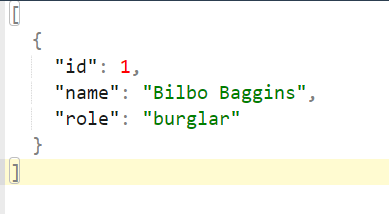 [
  {
    "id": 1,
    "name": "Bilbo Baggins",
    "role": "burglar"
  }
]